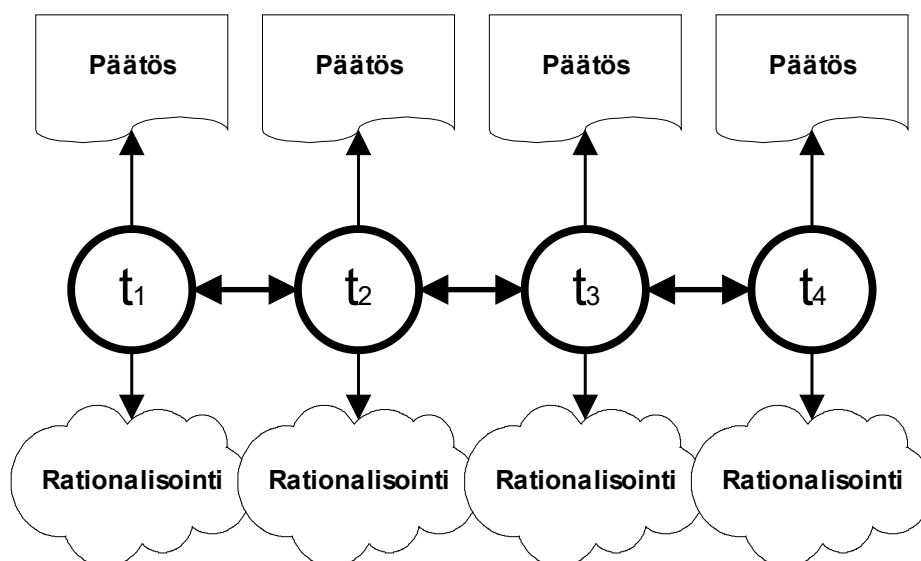 Päätös Päätös Päätös Päätös
t₁ t₂ t₃ t₄
Rationalisointi Rationalisointi Rationalisointi Rationalisointi